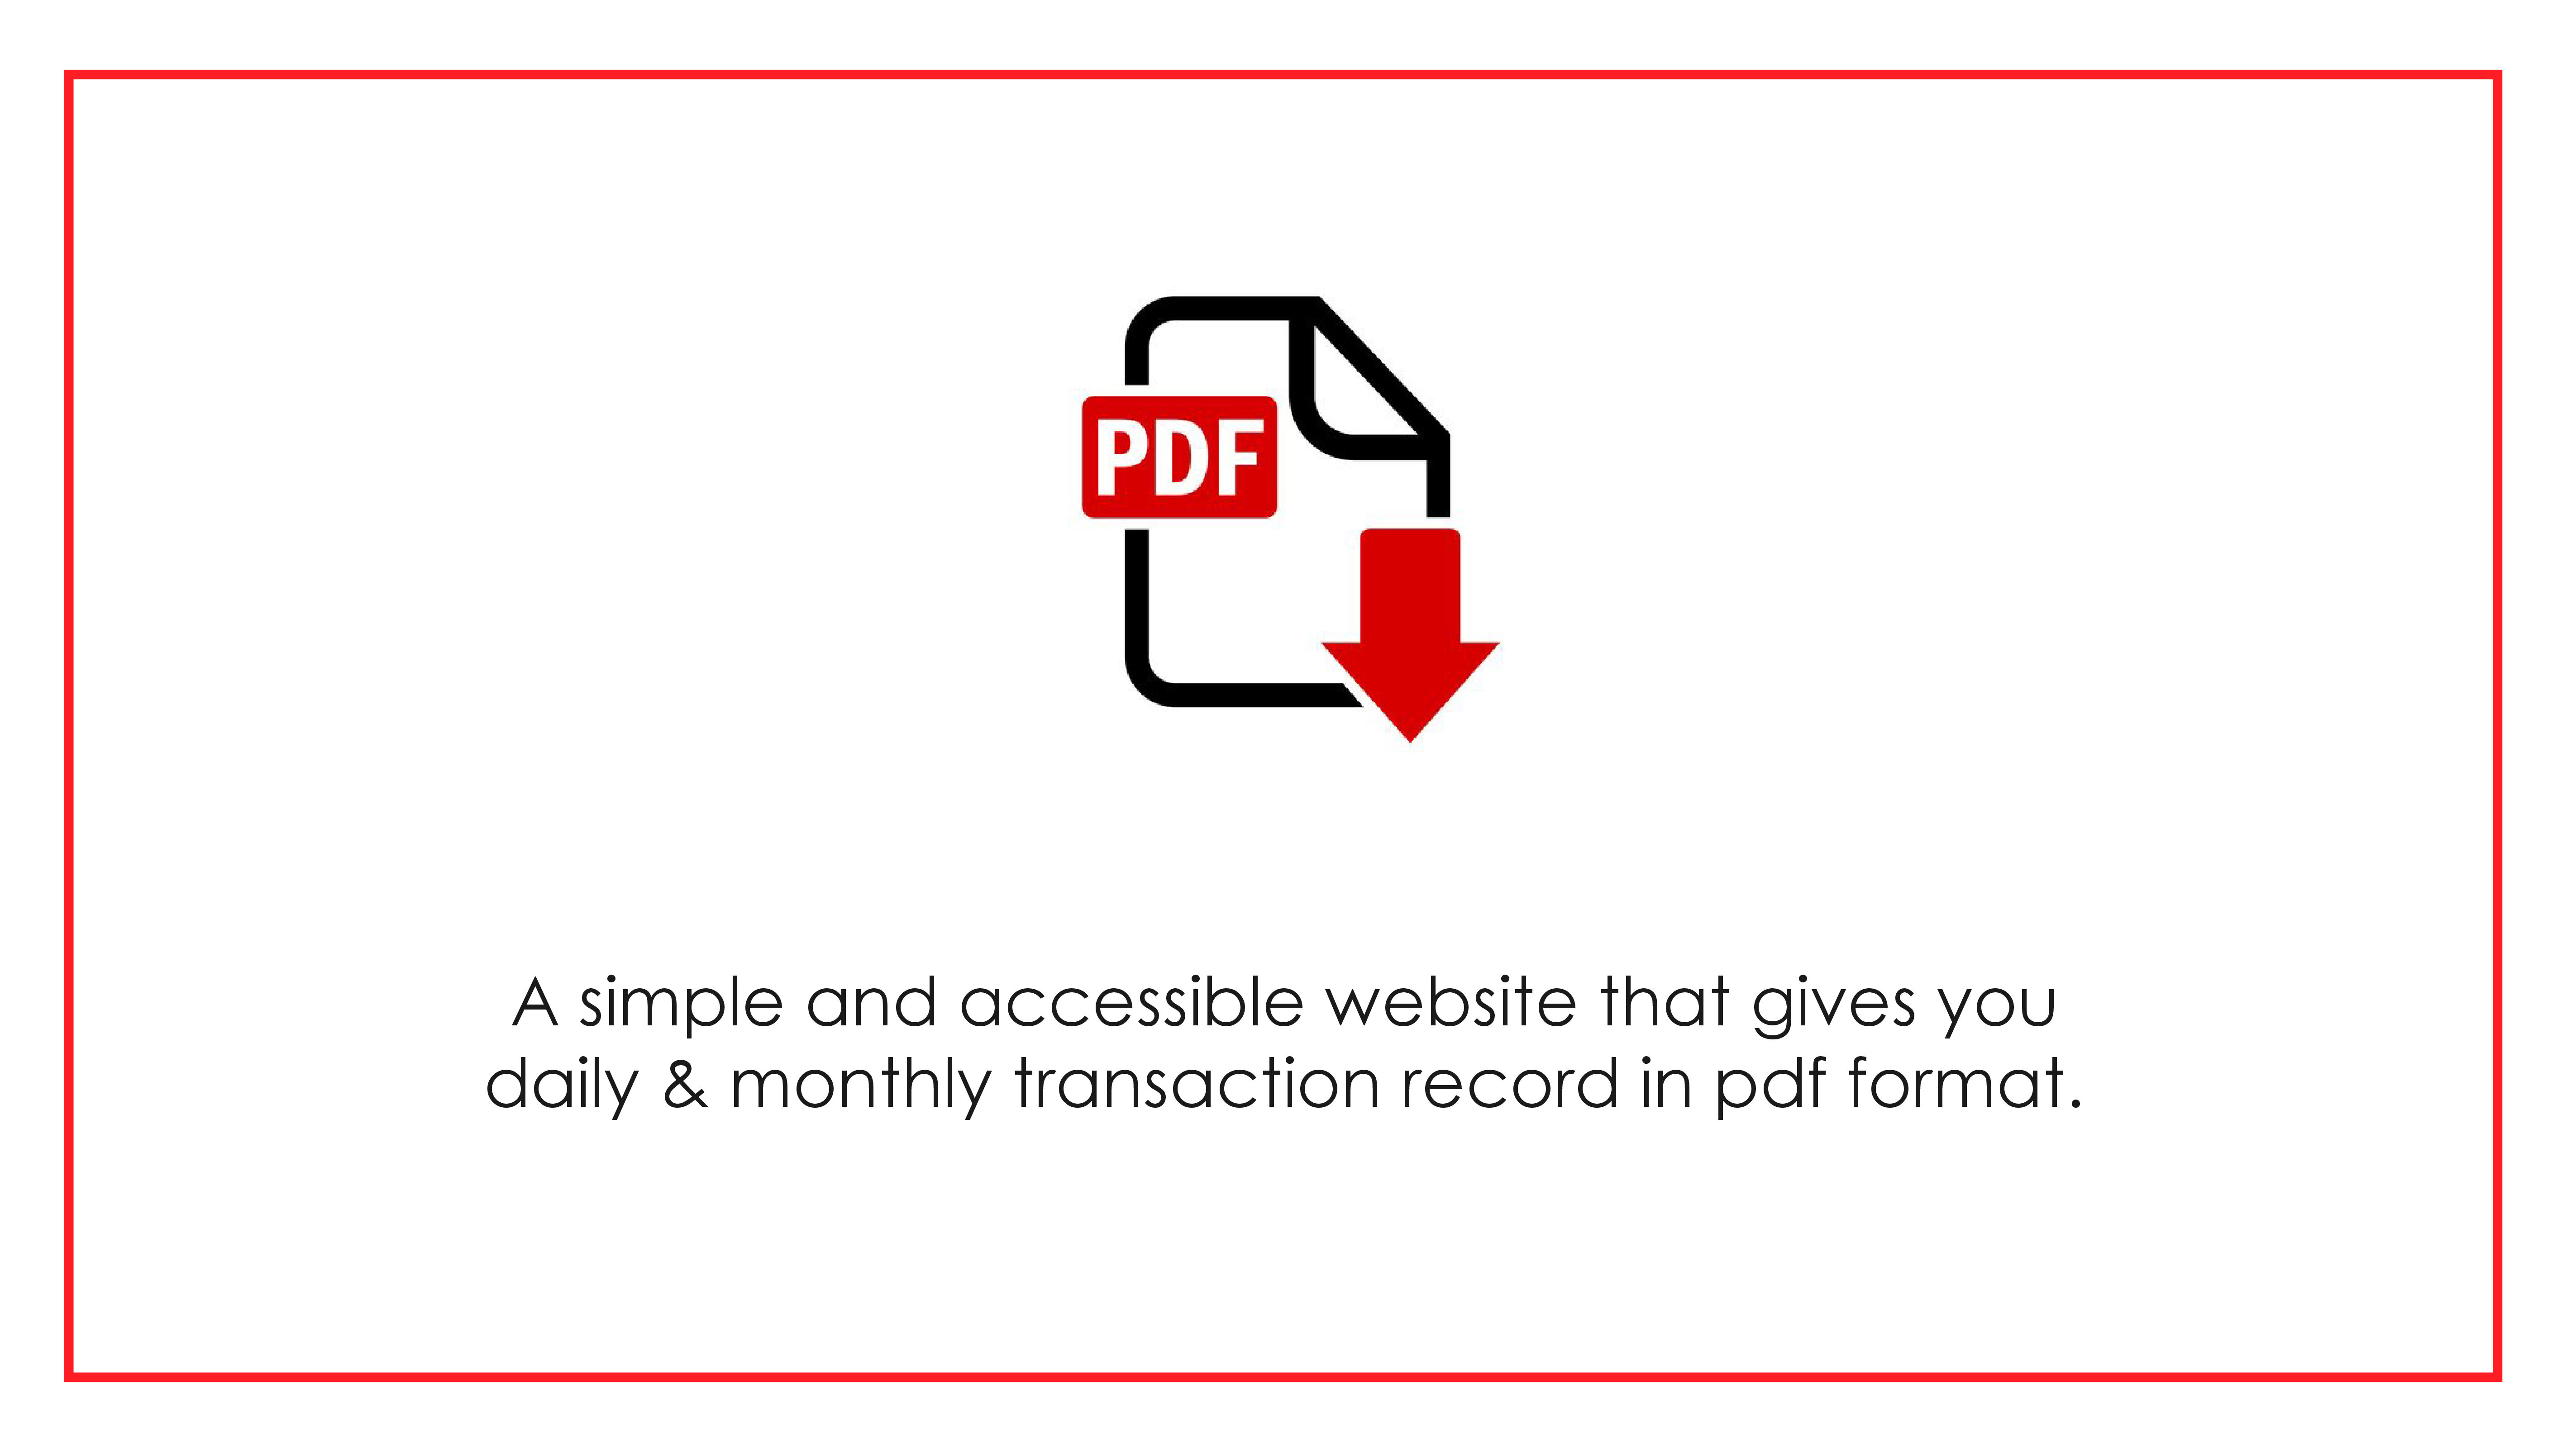 PDF
A simple and accessible website that gives you
daily & monthly transaction record in pdf format.